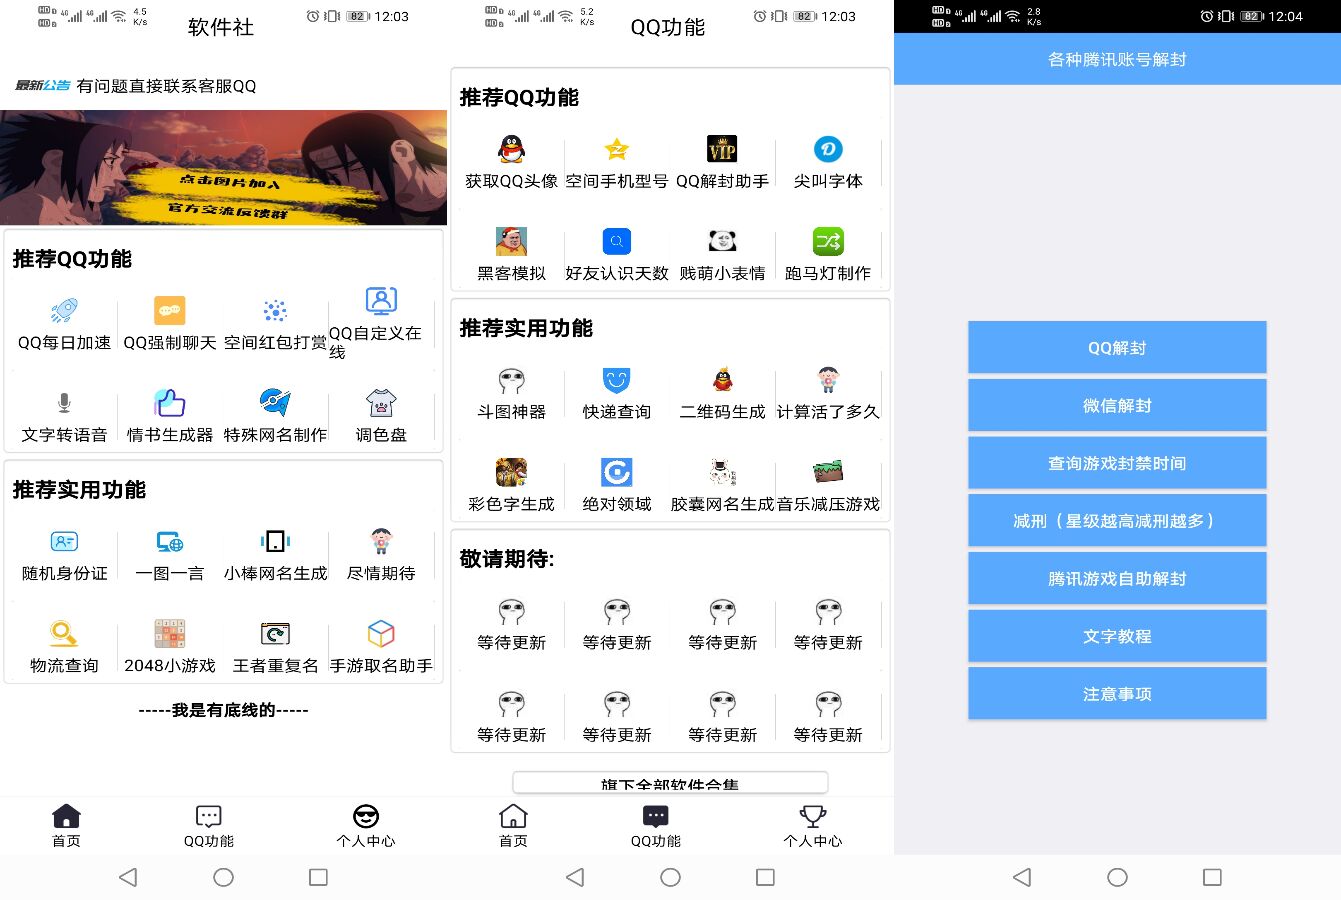 4.5
K/s
82
12:03
软件社
最新公告 有问题直接联系客服QQ
点击图片加入
官方交流反馈群
推荐QQ功能
QQ每日加速
QQ强制聊天
空间红包打赏
QQ自定义在
线
文字转语音
情书生成器
特殊网名制作
调色盘
推荐实用功能
随机身份证
一图一言
小棒网名生成
尽情期待
物流查询
2048小游戏
王者重复名
手游取名助手
-----我是有底线的-----
首页
QQ功能
个人中心
5.2
K/s
82
12:03
QQ功能
推荐QQ功能
获取QQ头像
空间手机型号
VIP
QQ解封助手
尖叫字体
黑客模拟
好友认识天数
贱萌小表情
跑马灯制作
推荐实用功能
斗图神器
快递查询
二维码生成
计算活了多久
彩色字生成
绝对领域
胶囊网名生成
音乐减压游戏
敬请期待:
等待更新
等待更新
等待更新
等待更新
等待更新
等待更新
等待更新
等待更新
旗下全部软件合集
首页
QQ功能
个人中心
2.8
K/s
82
12:04
各种腾讯账号解封
QQ解封
微信解封
查询游戏封禁时间
减刑（星级越高减刑越多）
腾讯游戏自助解封
文字教程
注意事项